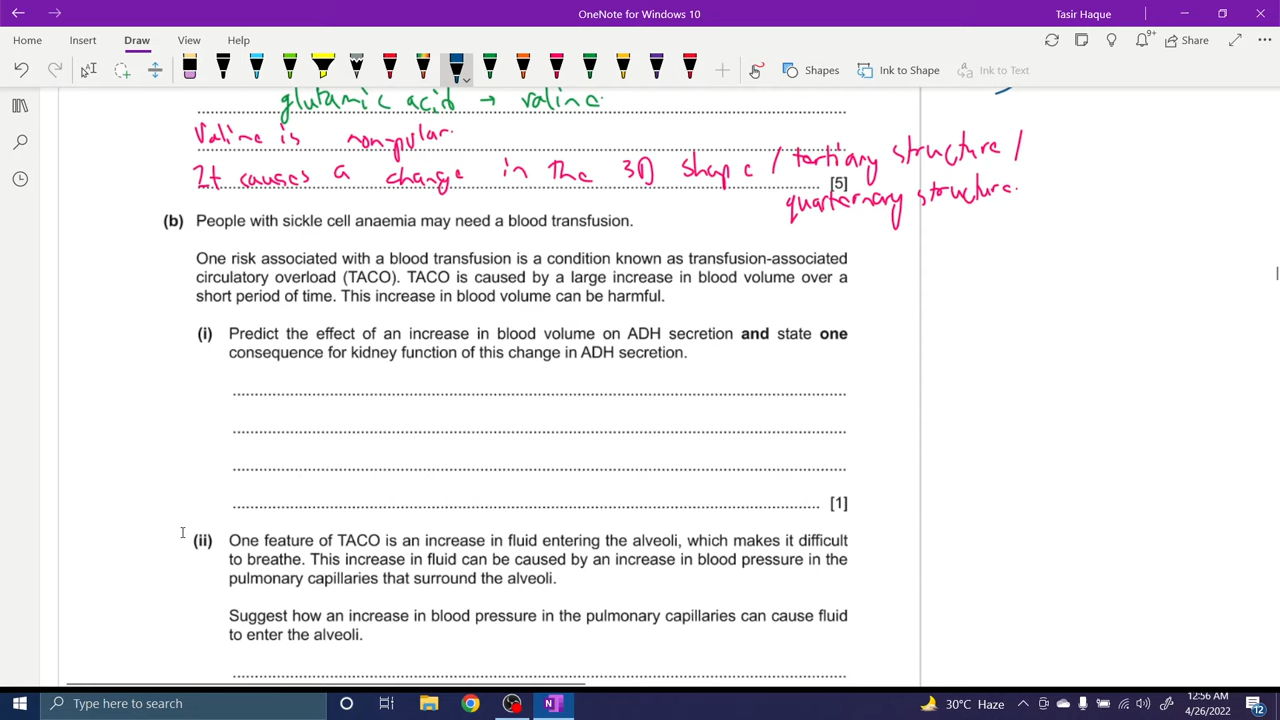 OneNote for Windows 10
Tasir Haque
Home Insert Draw View Help
Share
Shapes
Ink to Shape
Ink to Text
glutamic acid → valine
Valine is non-pular.
It causes a change in the 3D shape / tertiary structure /
quarternary structure.
[5]
(b) People with sickle cell anaemia may need a blood transfusion.
One risk associated with a blood transfusion is a condition known as transfusion-associated
circulatory overload (TACO). TACO is caused by a large increase in blood volume over a
short period of time. This increase in blood volume can be harmful.
(i) Predict the effect of an increase in blood volume on ADH secretion and state one
consequence for kidney function of this change in ADH secretion.
[1]
(ii) One feature of TACO is an increase in fluid entering the alveoli, which makes it difficult
to breathe. This increase in fluid can be caused by an increase in blood pressure in the
pulmonary capillaries that surround the alveoli.
Suggest how an increase in blood pressure in the pulmonary capillaries can cause fluid
to enter the alveoli.
Type here to search
30°C Haze
12:56 AM
4/26/2022
12